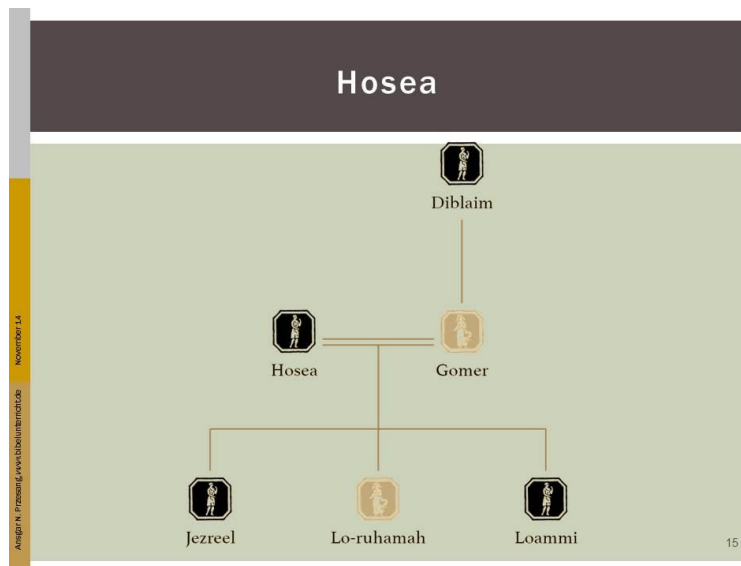 Hosea
Diblaim
Hosea
Gomer
Jezreel
Lo-ruhamah
Loammi
15
November 14
Ansgar N. Przesang, www.bibelunterricht.de